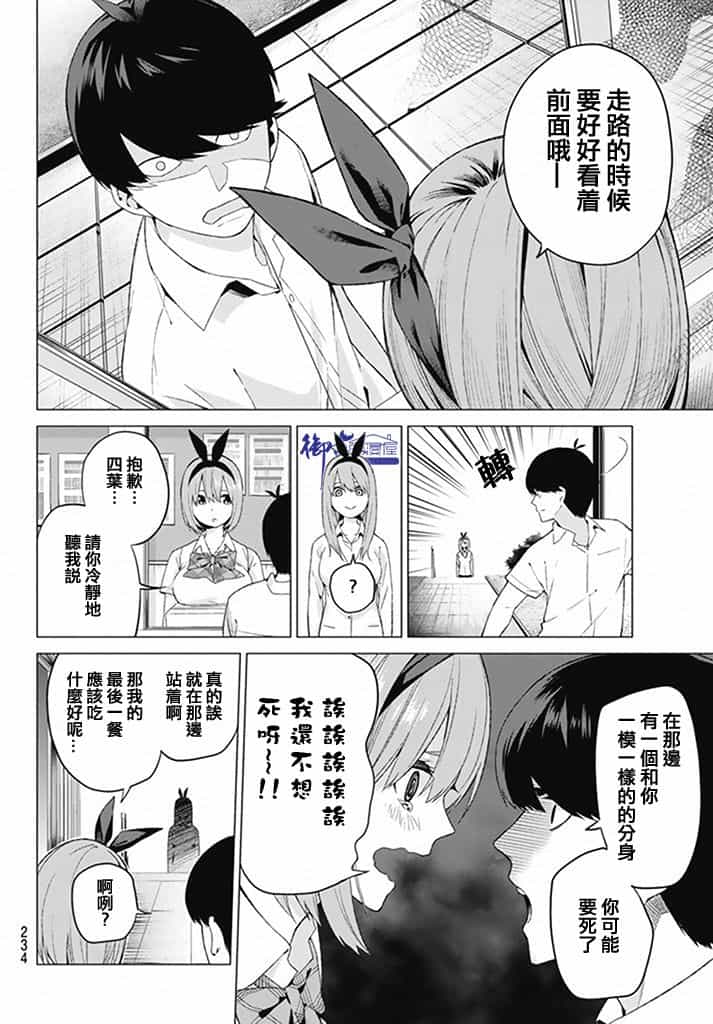 走路的時候
要好好看着
前面哦—
轉
?
抱歉…
四葉…
請你冷靜地
聽我說
在那邊
有一個和你
一模一樣的的分身
你可能
要死了
誒誒誒誒誒
我還不想
死呀~!!
真的誒
就在那邊
站着啊
那我的
最後一餐
應該吃
什麼好呢…
啊咧?
234